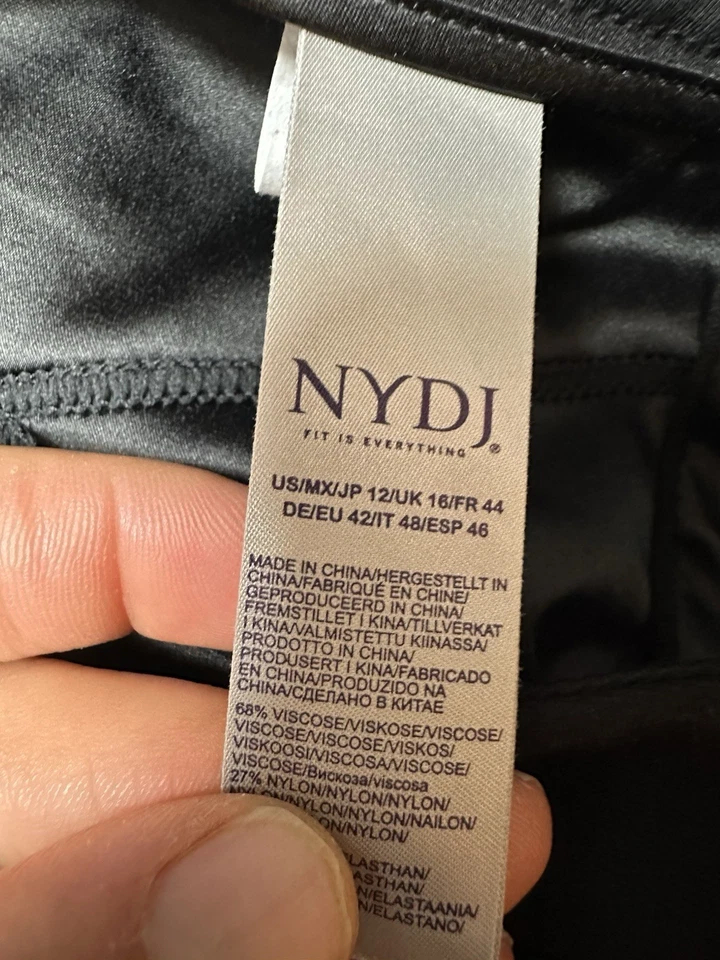 NYDJ
FIT IS EVERYTHING®
US/MX/JP 12/UK 16/FR 44
DE/EU 42/IT 48/ESP 46
MADE IN CHINA/HERGESTELLT IN
CHINA/FABRIQUÉ EN CHINE/
GEPRODUCEERD IN CHINA/
FREMSTILLET I KINA/TILLVERKAT
I KINA/VALMISTETTU KIINASSA/
PRODOTTO IN CHINA/
PRODUSERT I KINA/FABRICADO
EN CHINA/PRODUZIDO NA
CHINA/СДЕЛАНО В КИТАЕ
68% VISCOSE/VISKOSE/VISCOSE/
VISCOSE/VISCOSE/VISKOS/
VISKOOSI/VISCOSA/VISCOSE/
VISCOSE/Вискоза/viscosa
27% NYLON/NYLON/NYLON/
NYLON/NYLON/NYLON/NAILON/
/NYLON/